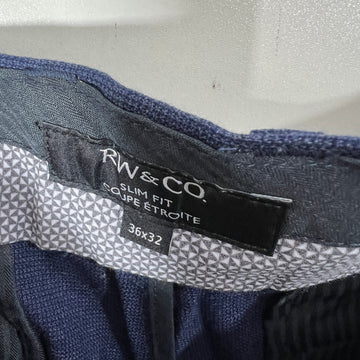 RW&CO.
SLIM FIT
COUPE ÉTROITE
36x32